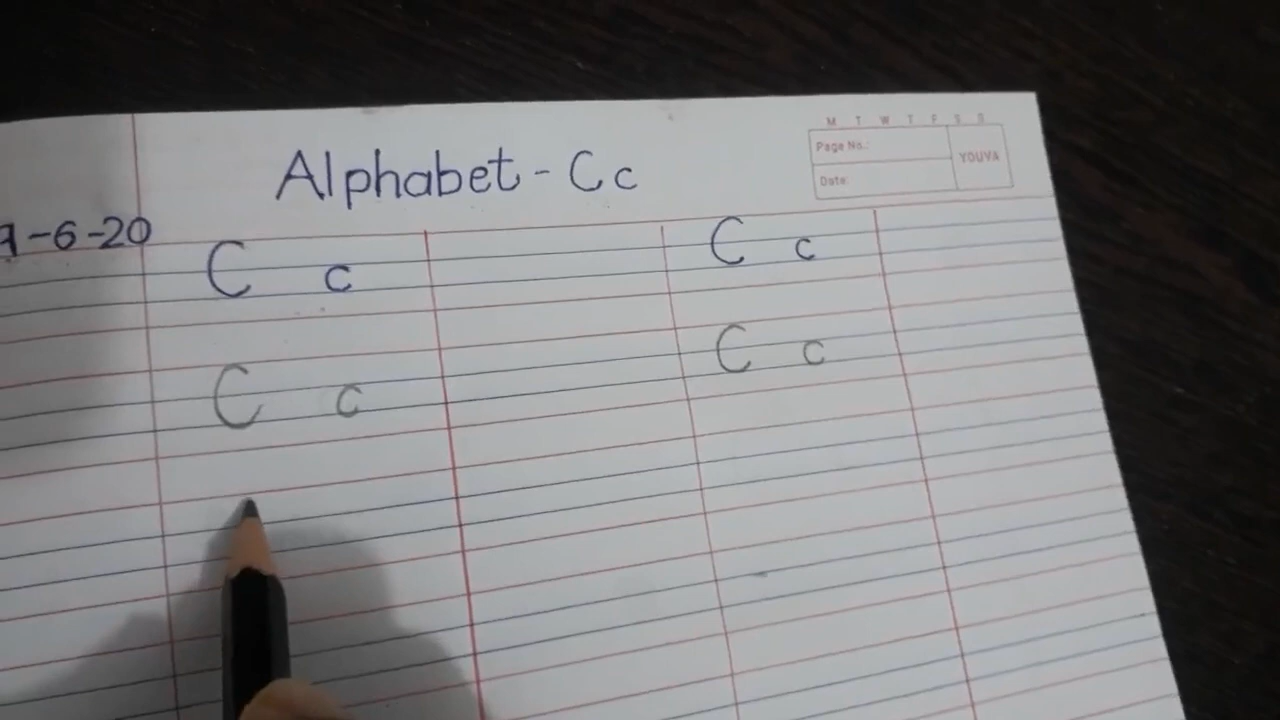 M T W T F S S
Page No.:
YOUVA
Date:
Alphabet - Cc
-6-20
C c C c
C c C c